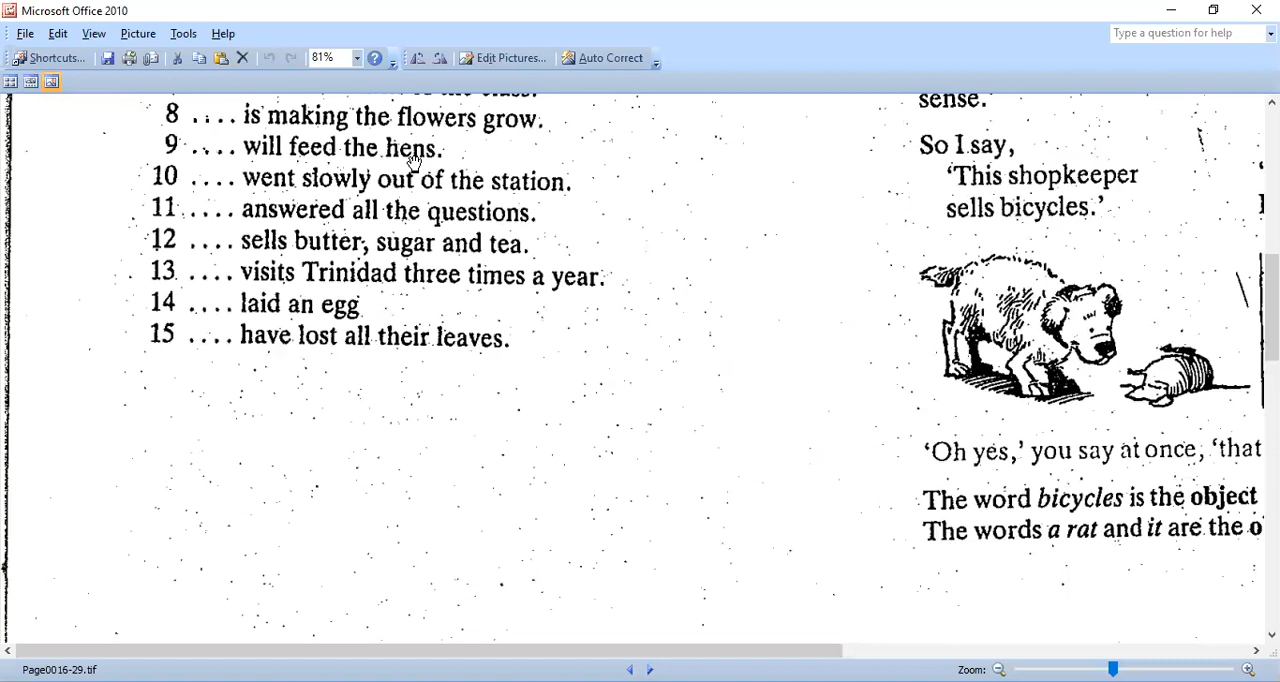 Microsoft Office 2010
File Edit View Picture Tools Help
Type a question for help
Shortcuts... 81% Edit Pictures... Auto Correct
8 .... is making the flowers grow.
9 .... will feed the hens.
10 .... went slowly out of the station.
11 .... answered all the questions.
12 .... sells butter, sugar and tea.
13 .... visits Trinidad three times a year.
14 .... laid an egg
15 .... have lost all their leaves.
sense.
So I say,
‘This shopkeeper
sells bicycles.’
‘Oh yes,’ you say at once, ‘that
The word bicycles is the object
The words a rat and it are the o
Page0016-29.tif
Zoom: